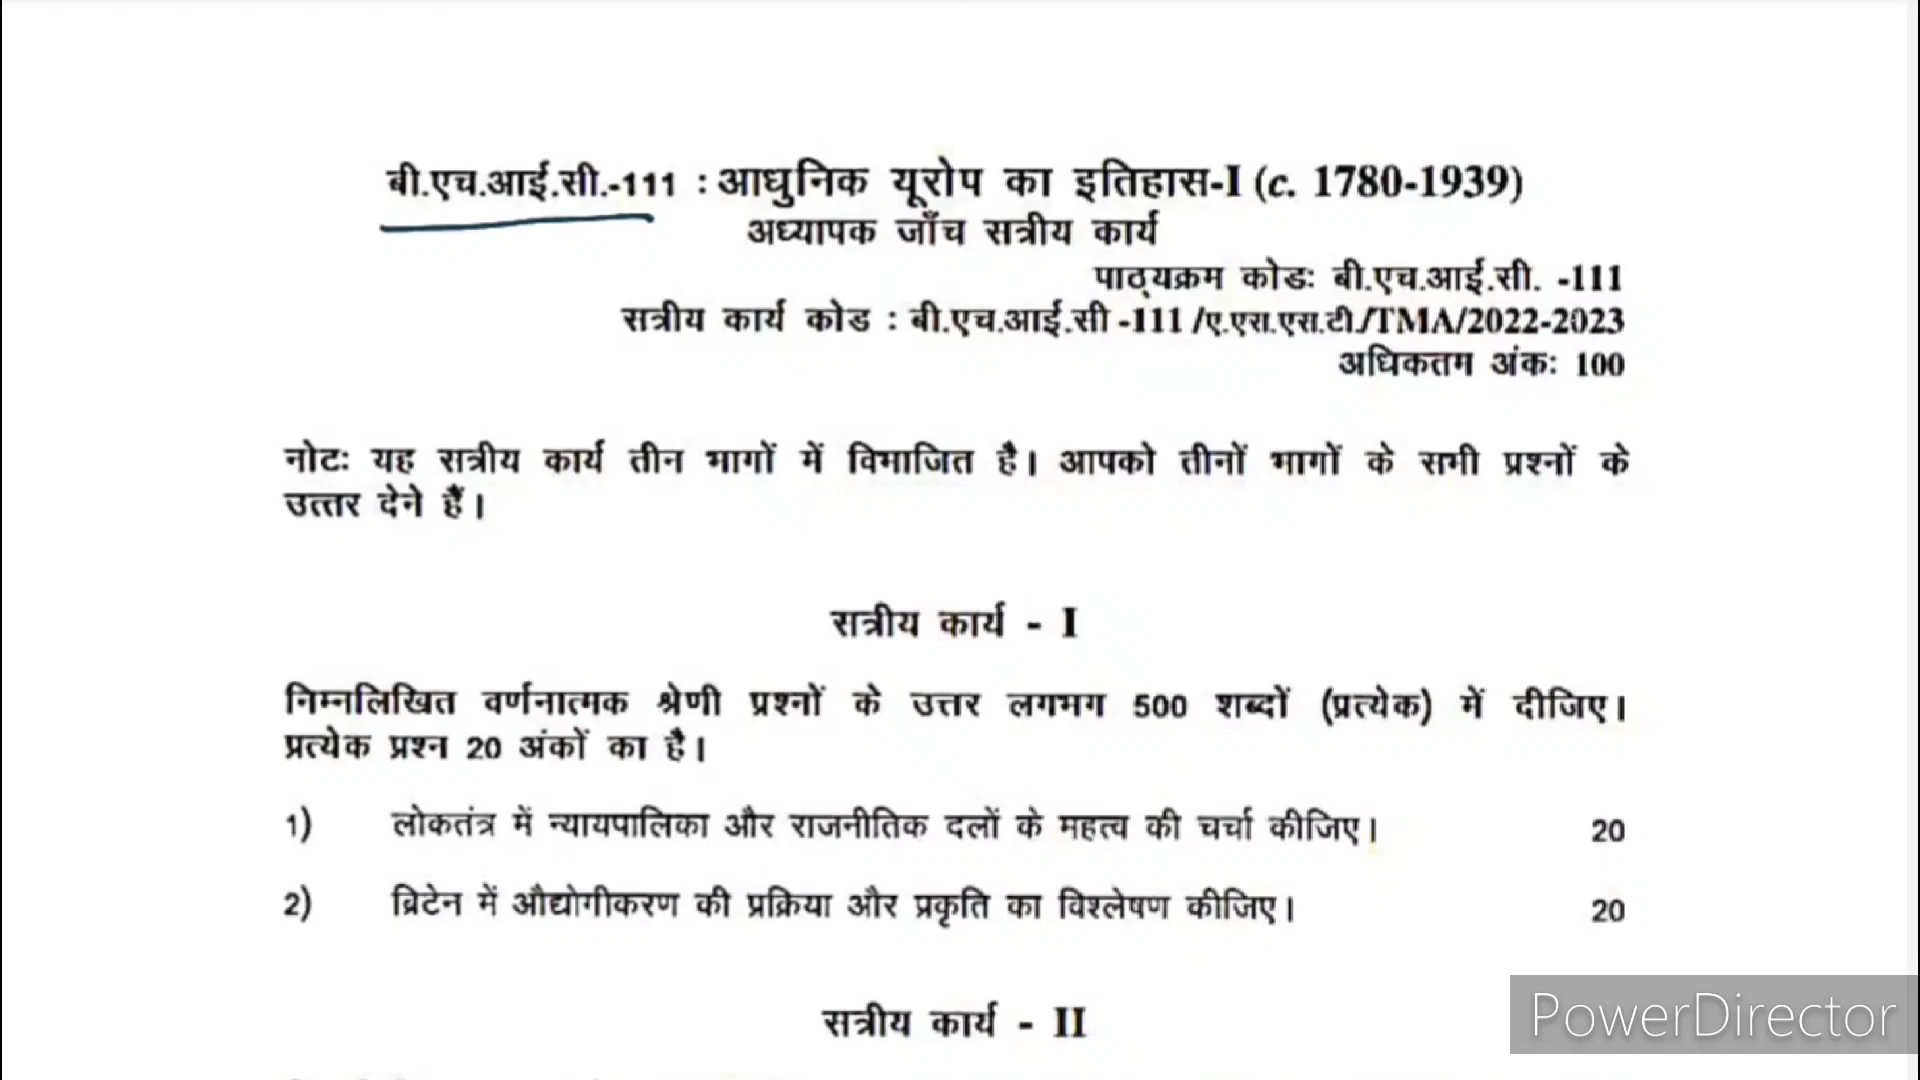 बी.एच.आई.सी.-111 : आधुनिक यूरोप का इतिहास-I (c. 1780-1939)
अध्यापक जाँच सत्रीय कार्य
पाठ्यक्रम कोडः बी.एच.आई.सी. -111
सत्रीय कार्य कोड : बी.एच.आई.सी -111 /ए.एस.एस.टी./TMA/2022-2023
अधिकतम अंकः 100
नोटः यह सत्रीय कार्य तीन भागों में विभाजित है। आपको तीनों भागों के सभी प्रश्नों के
उत्तर देने हैं।
सत्रीय कार्य - I
निम्नलिखित वर्णनात्मक श्रेणी प्रश्नों के उत्तर लगभग 500 शब्दों (प्रत्येक) में दीजिए।
प्रत्येक प्रश्न 20 अंकों का है।
1) लोकतंत्र में न्यायपालिका और राजनीतिक दलों के महत्व की चर्चा कीजिए। 20
2) ब्रिटेन में औद्योगीकरण की प्रक्रिया और प्रकृति का विश्लेषण कीजिए। 20
सत्रीय कार्य - II
PowerDirector